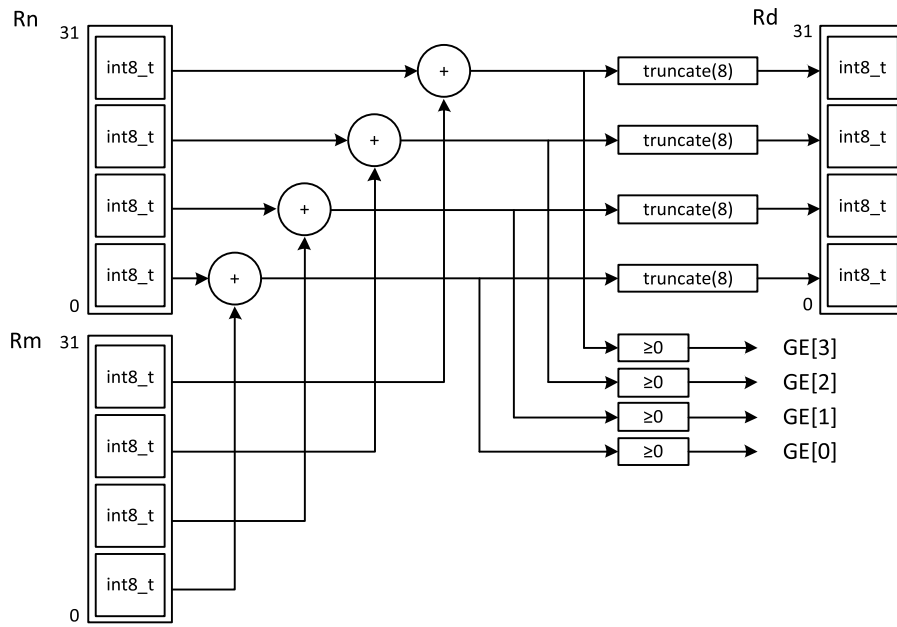 Rn
Rd
31
31
int8_t
+
truncate(8)
int8_t
int8_t
+
truncate(8)
int8_t
int8_t
+
truncate(8)
int8_t
int8_t
+
truncate(8)
int8_t
0
0
Rm
31
≥0
GE[3]
int8_t
≥0
GE[2]
≥0
GE[1]
int8_t
≥0
GE[0]
int8_t
int8_t
0